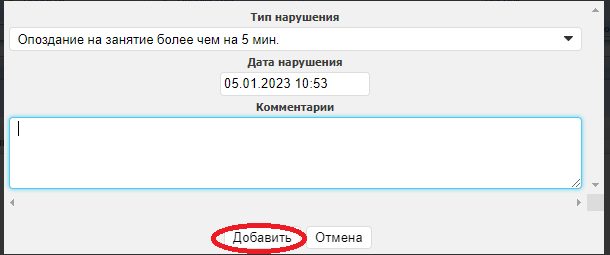 Тип нарушения
Опоздание на занятие более чем на 5 мин.
Дата нарушения
05.01.2023 10:53
Комментарии
Добавить Отмена